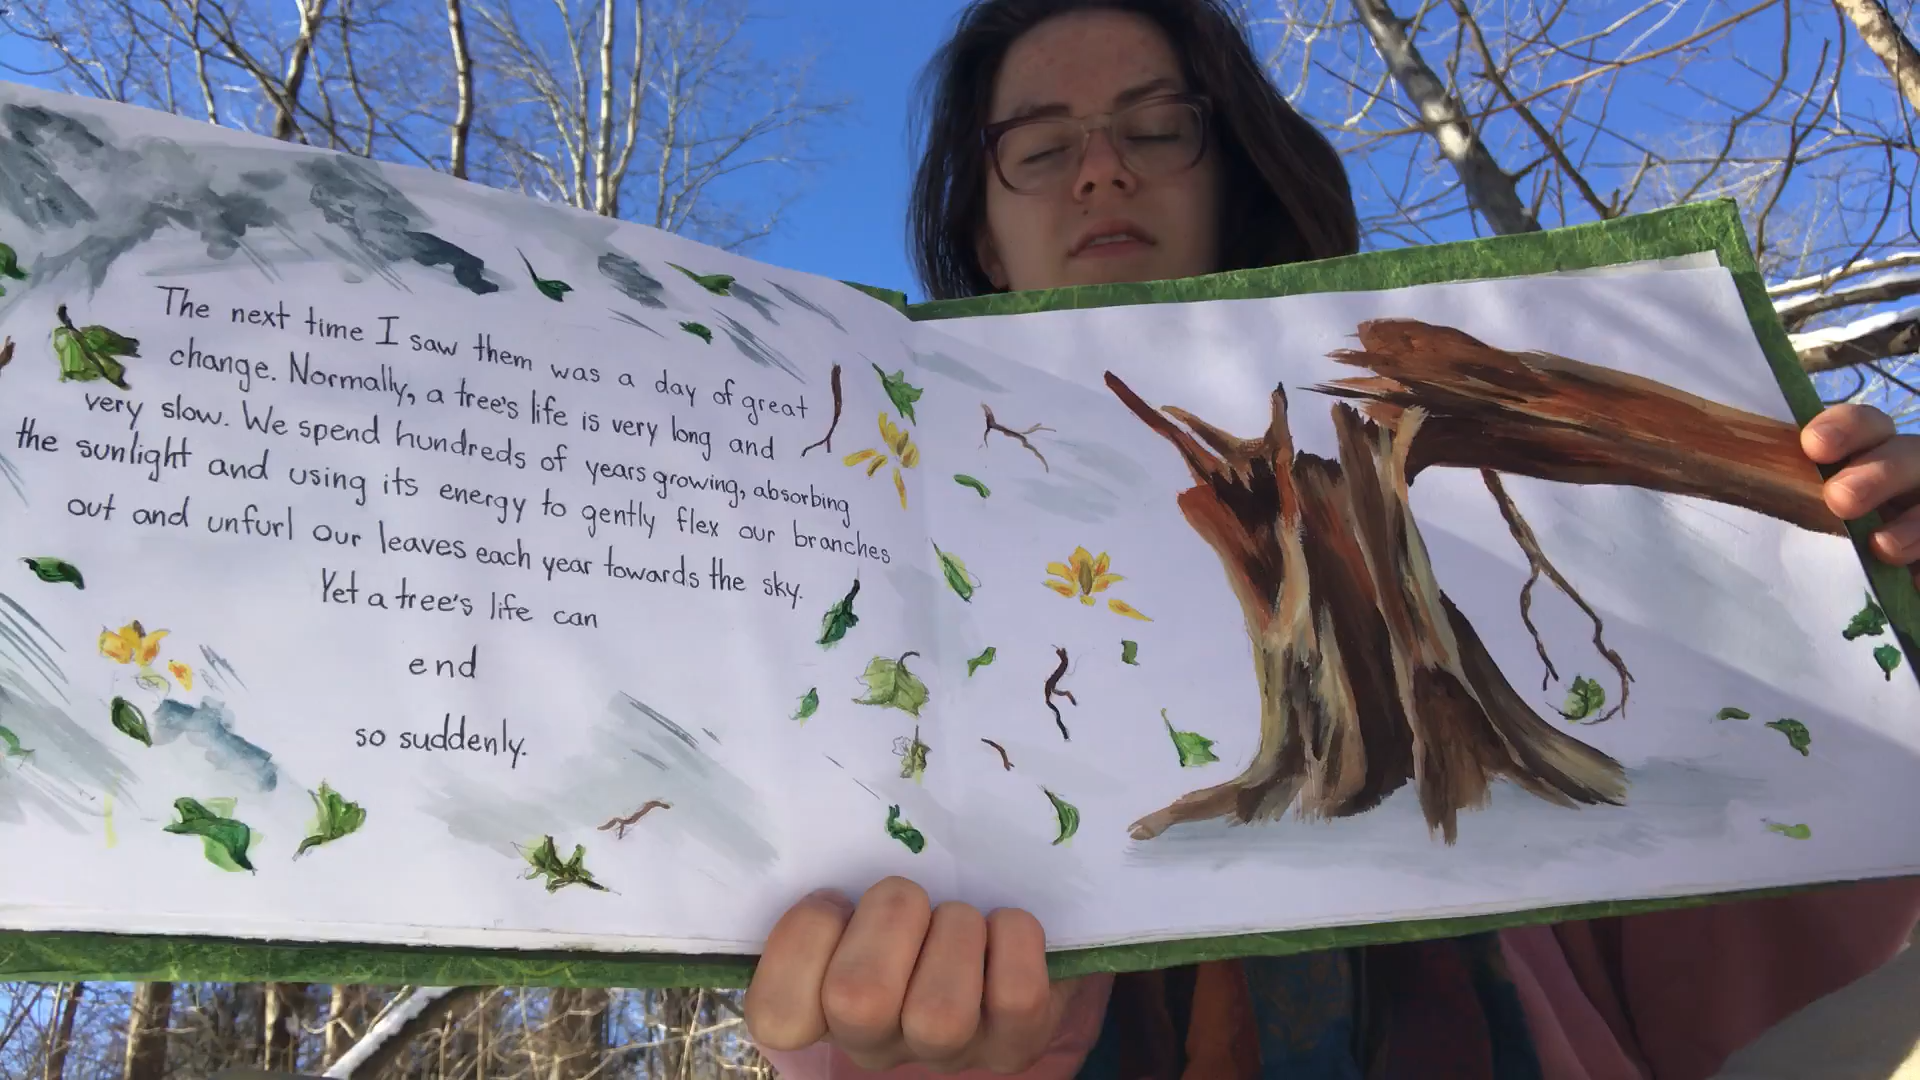 The next time I saw them was a day of great
change. Normally, a tree's life is very long and
very slow. We spend hundreds of years growing, absorbing
the sunlight and using its energy to gently flex our branches
out and unfurl our leaves each year towards the sky.
Yet a tree's life can
end
so suddenly.